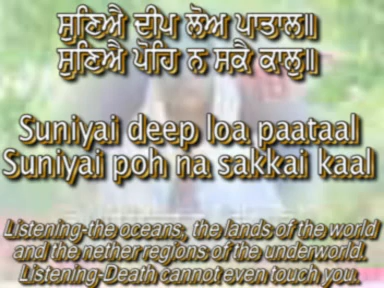 ਸੁਣਿਐ ਦੀਪ ਲੋਅ ਪਾਤਾਲ॥
ਸੁਣਿਐ ਪੋਹਿ ਨ ਸਕੈ ਕਾਲੁ॥
Suniyai deep loa paataal
Suniyai poh na sakkai kaal
Listening-the oceans, the lands of the world
and the nether regions of the underworld.
Listening-Death cannot even touch you.